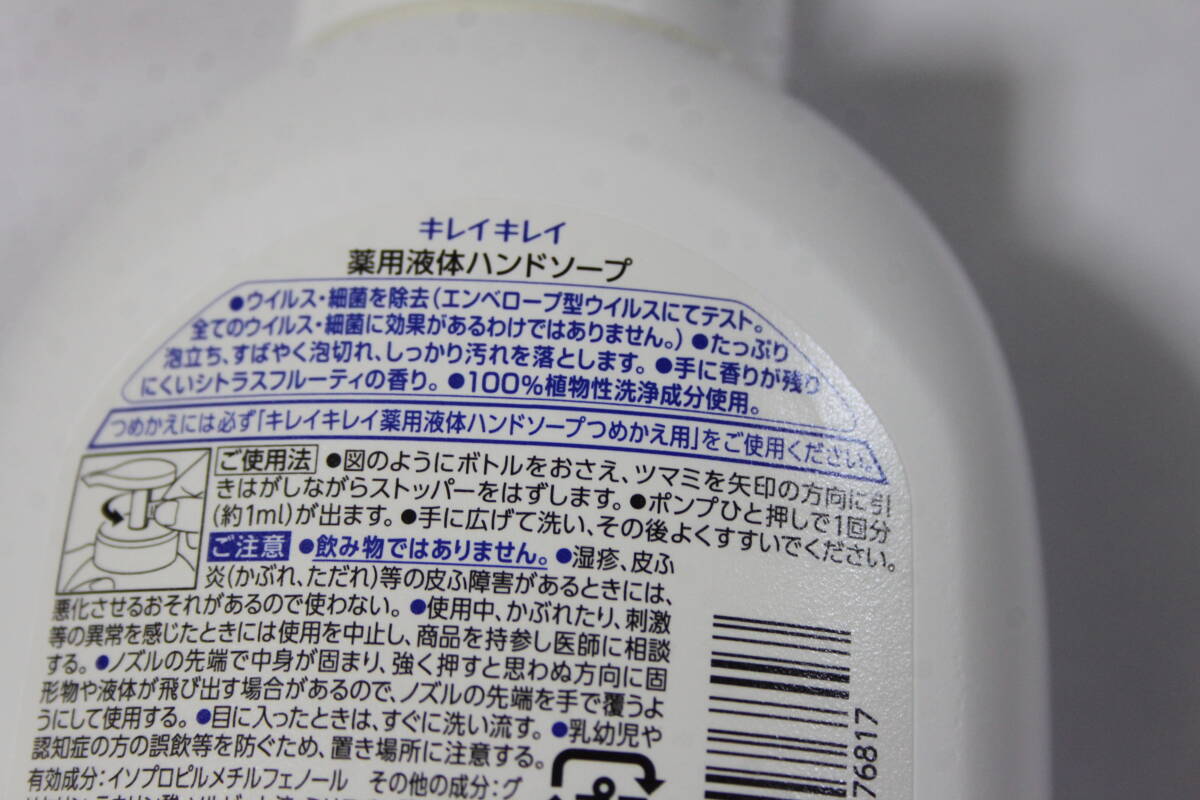 キレイキレイ
薬用液体ハンドソープ
●ウイルス・細菌を除去(エンベロープ型ウイルスにてテスト。
全てのウイルス・細菌に効果があるわけではありません。)●たっぷり
泡立ち、すばやく泡切れ、しっかり汚れを落とします。●手に香りが残り
にくいシトラスフルーティの香り。●100%植物性洗浄成分使用。
つめかえには必ず「キレイキレイ薬用液体ハンドソープつめかえ用」をご使用ください。
ご使用法 ●図のようにボトルをおさえ、ツマミを矢印の方向に引
きはがしながらストッパーをはずします。●ポンプひと押しで1回分
(約1ml)が出ます。●手に広げて洗い、その後よくすすいでください。
ご注意 ●飲み物ではありません。●湿疹、皮ふ
炎(かぶれ、ただれ)等の皮ふ障害があるときには、
悪化させるおそれがあるので使わない。●使用中、かぶれたり、刺激
等の異常を感じたときには使用を中止し、商品を持参し医師に相談
する。●ノズルの先端で中身が固まり、強く押すと思わぬ方向に固
形物や液体が飛び出す場合があるので、ノズルの先端を手で覆うよ
うにして使用する。●目に入ったときは、すぐに洗い流す。●乳幼児や
認知症の方の誤飲等を防ぐため、置き場所に注意する。
有効成分:イソプロピルメチルフェノール その他の成分:グ
プ
76817